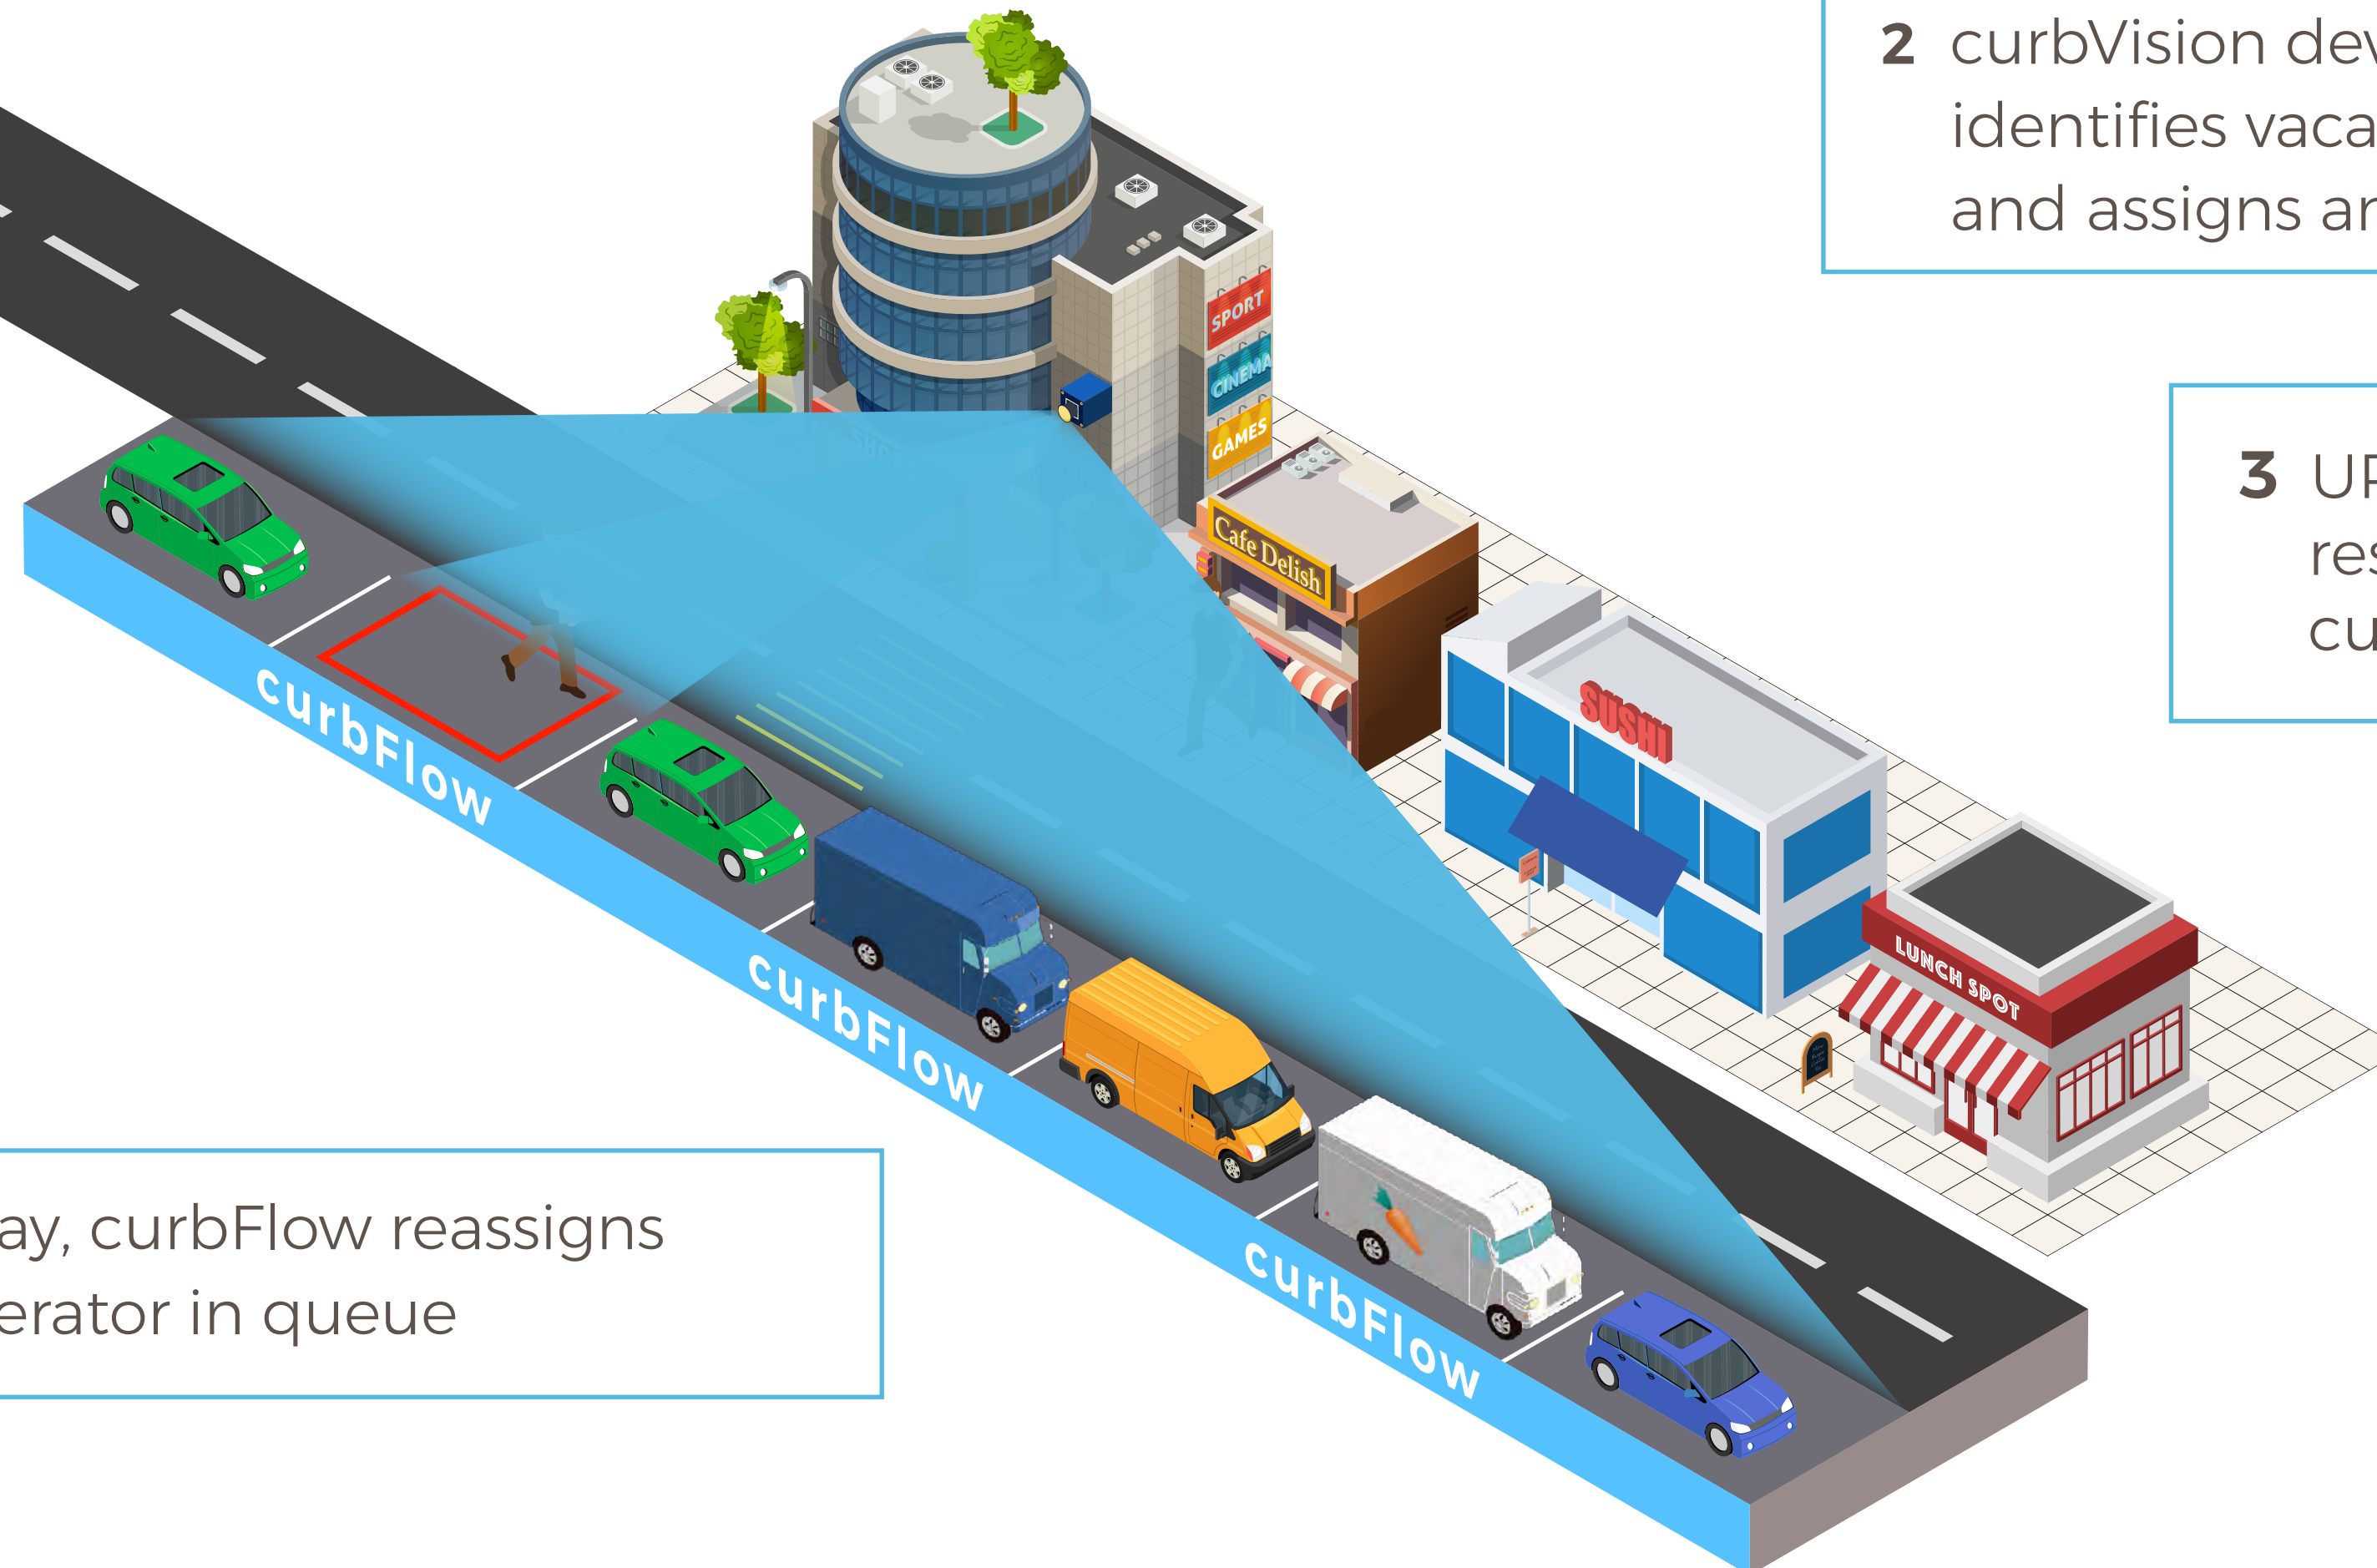 2 curbVision dev
identifies vaca
and assigns ar
SPORT
CINEMA
GAMES
3 UP
res
cu
SHO
Cafe Delish
curbFlow
SUSHI
LUNCH SPOT
curbFlow
curbFlow
ay, curbFlow reassigns
erator in queue